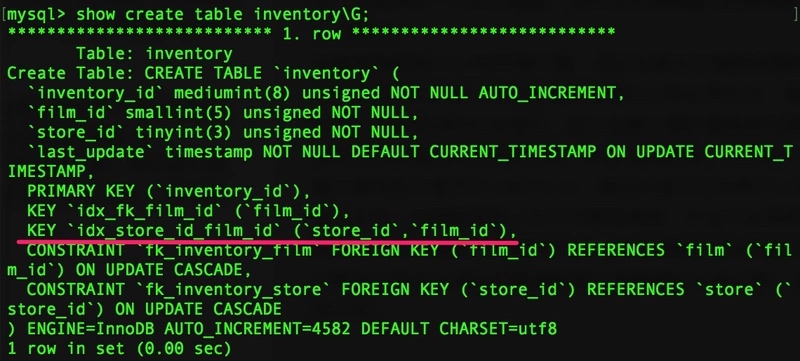 [mysql> show create table inventory\G; ]
*************************** 1. row ***************************
Table: inventory
Create Table: CREATE TABLE `inventory` (
`inventory_id` mediumint(8) unsigned NOT NULL AUTO_INCREMENT,
`film_id` smallint(5) unsigned NOT NULL,
`store_id` tinyint(3) unsigned NOT NULL,
`last_update` timestamp NOT NULL DEFAULT CURRENT_TIMESTAMP ON UPDATE CURRENT_T
IMESTAMP,
PRIMARY KEY (`inventory_id`),
KEY `idx_fk_film_id` (`film_id`),
KEY `idx_store_id_film_id` (`store_id`,`film_id`),
CONSTRAINT `fk_inventory_film` FOREIGN KEY (`film_id`) REFERENCES `film` (`fil
m_id`) ON UPDATE CASCADE,
CONSTRAINT `fk_inventory_store` FOREIGN KEY (`store_id`) REFERENCES `store` (`
store_id`) ON UPDATE CASCADE
) ENGINE=InnoDB AUTO_INCREMENT=4582 DEFAULT CHARSET=utf8
1 row in set (0.00 sec)